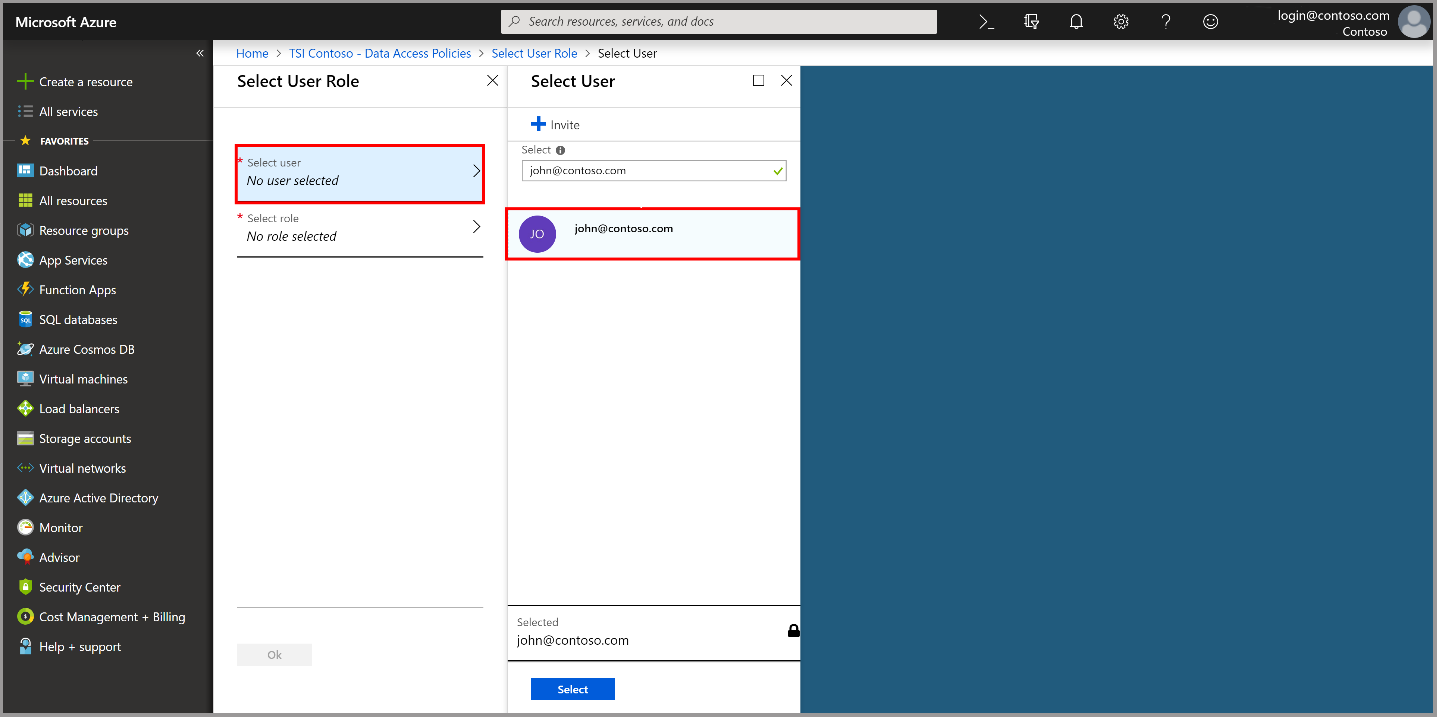 Microsoft Azure
Search resources, services, and docs
>_
?
login@contoso.com
Contoso
«
Create a resource
All services
FAVORITES
Dashboard
All resources
Resource groups
App Services
Function Apps
SQL
SQL databases
Azure Cosmos DB
Virtual machines
Load balancers
Storage accounts
Virtual networks
Azure Active Directory
Monitor
Advisor
Security Center
Cost Management + Billing
Help + support
Home > TSI Contoso - Data Access Policies > Select User Role > Select User
Select User Role
* Select user
No user selected
* Select role
No role selected
Ok
Select User
Invite
Select
john@contoso.com
JO
john@contoso.com
Selected
john@contoso.com
Select